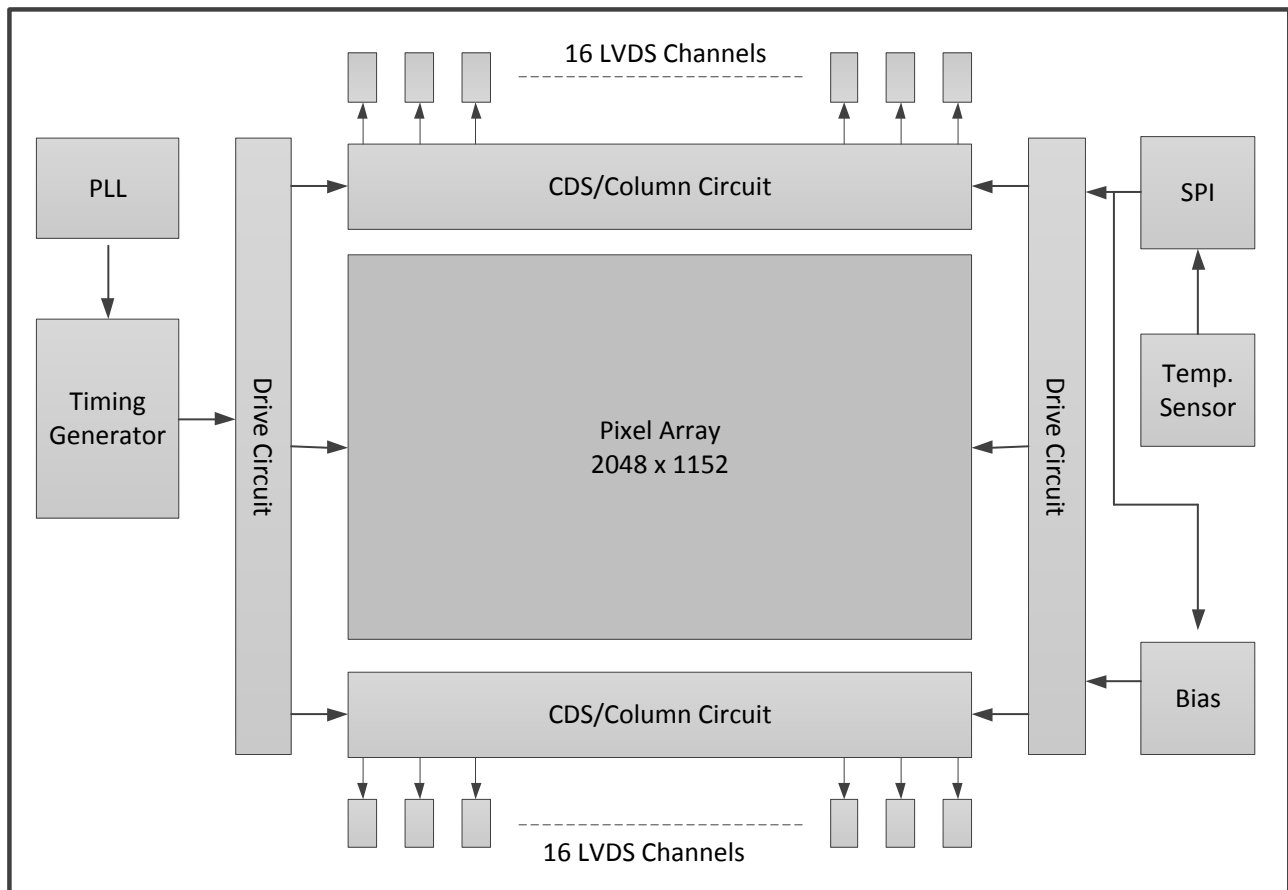 16 LVDS Channels
PLL
CDS/Column Circuit
SPI
Timing
Generator
Drive Circuit
Pixel Array
2048 x 1152
Drive Circuit
Temp.
Sensor
CDS/Column Circuit
Bias
16 LVDS Channels